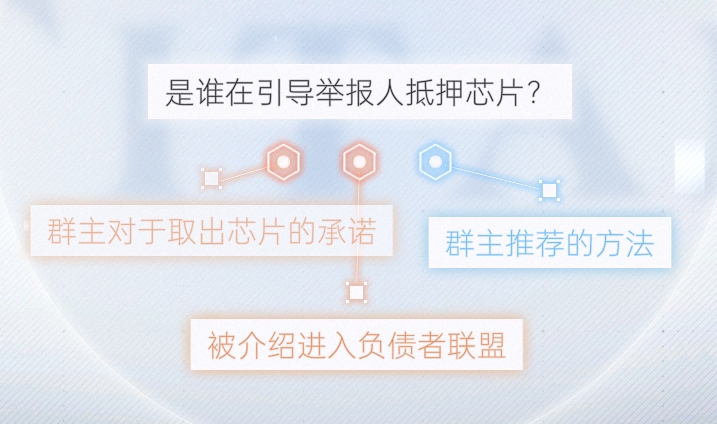 是谁在引导举报人抵押芯片？
群主对于取出芯片的承诺
群主推荐的方法
被介绍进入负债者联盟